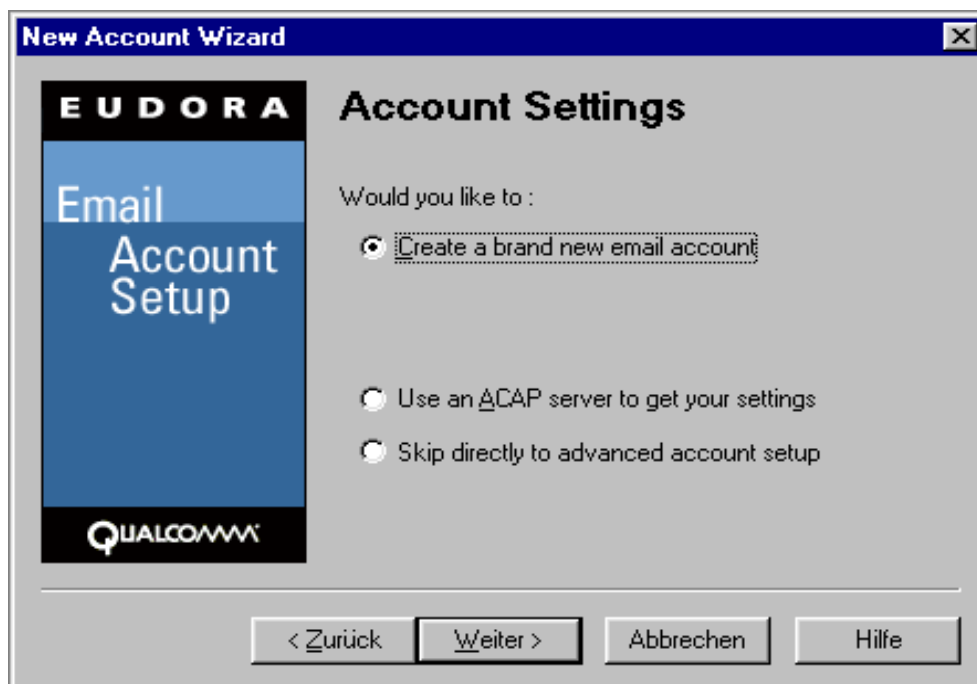 New Account Wizard
EUDORA
Email
Account
Setup
QUALCOMM
Account Settings
Would you like to :
Create a brand new email account
Use an ACAP server to get your settings
Skip directly to advanced account setup
< Zurück
Weiter >
Abbrechen
Hilfe